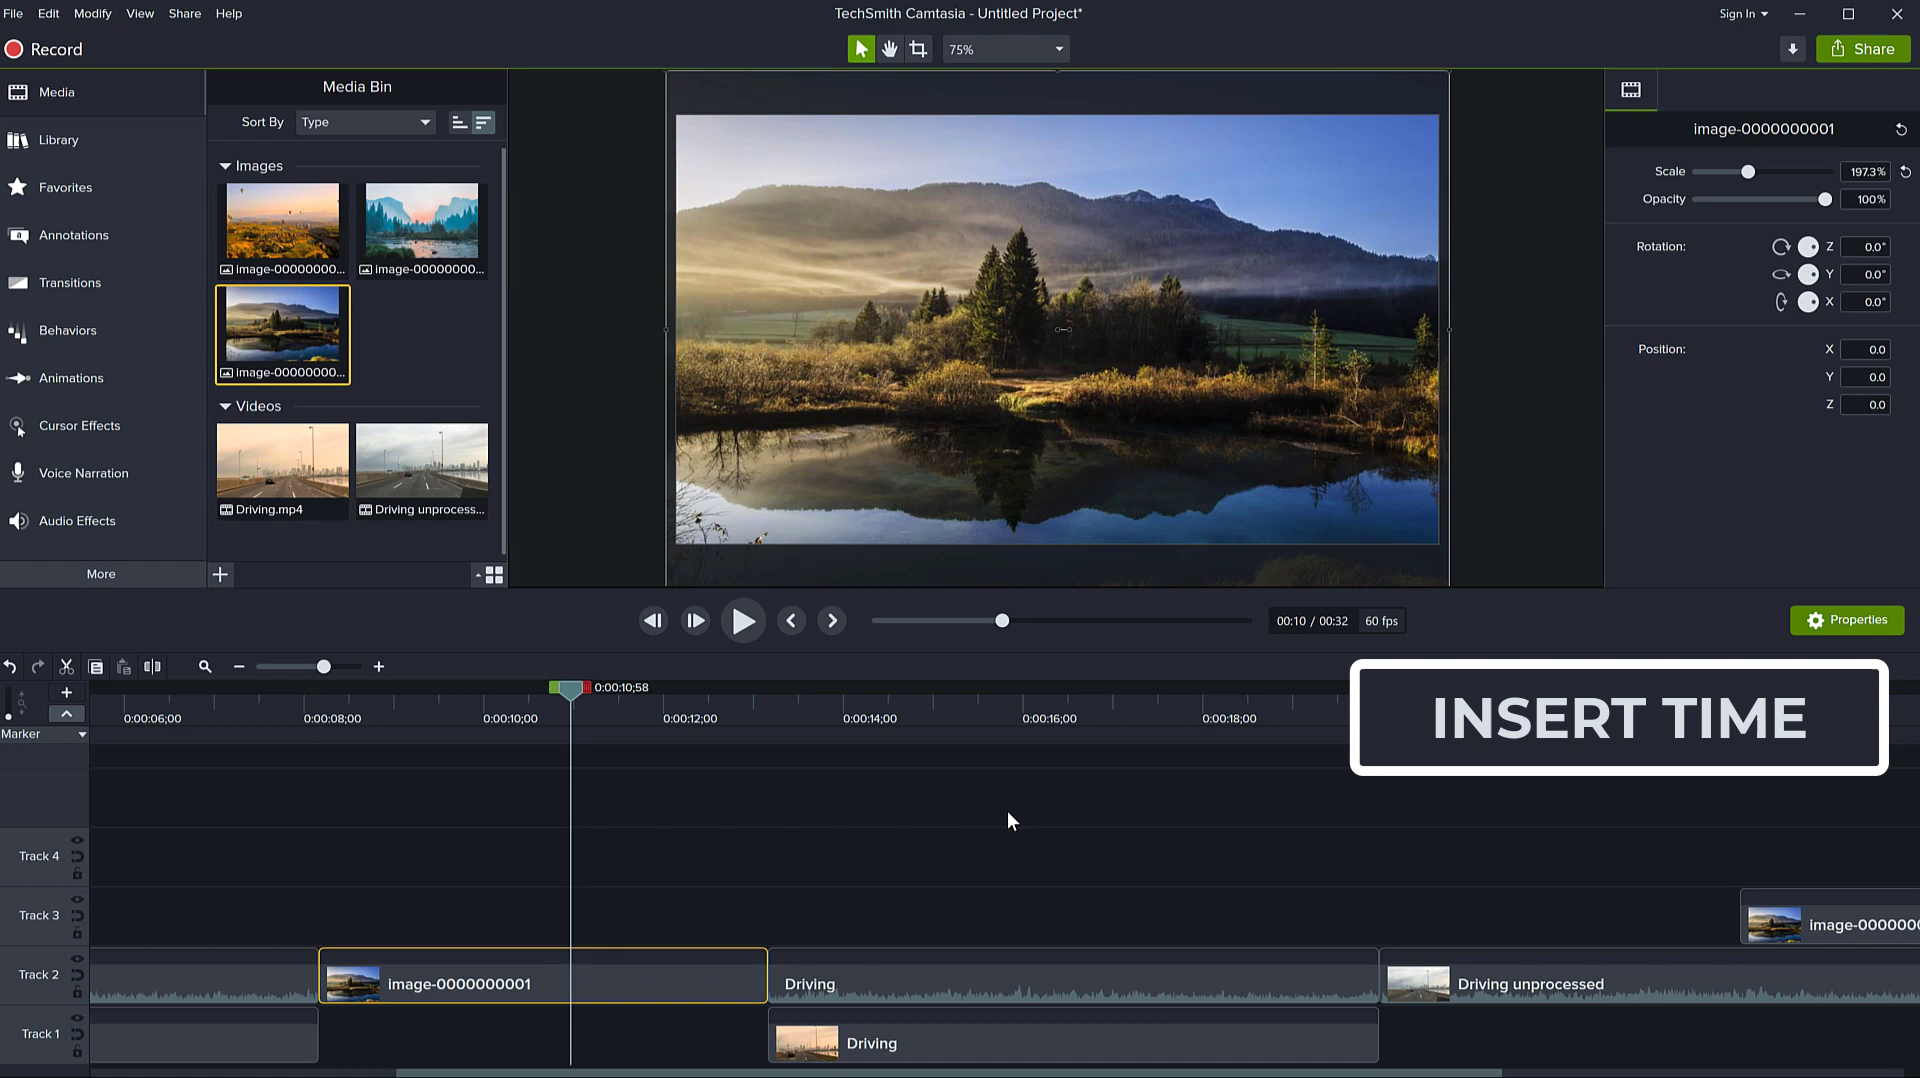 File Edit Modify View Share Help
TechSmith Camtasia - Untitled Project*
Sign In
Record
75%
Share
Media
Library
Favorites
Annotations
Transitions
Behaviors
Animations
Cursor Effects
Voice Narration
Audio Effects
More
Media Bin
Sort By Type
Images
image-00000000...
image-00000000...
image-00000000...
Videos
Driving.mp4
Driving unprocess...
image-0000000001
Scale 197.3%
Opacity 100%
Rotation: Z 0.0°
Y 0.0°
X 0.0°
Position: X 0.0
Y 0.0
Z 0.0
00:10 / 00:32 60 fps
Properties
0:00:10;58
0:00:06;00 0:00:08;00 0:00:10;00 0:00:12;00 0:00:14;00 0:00:16;00 0:00:18;00
INSERT TIME
Marker
Track 4
Track 3
image-0000000
Track 2
image-0000000001
Driving
Driving unprocessed
Track 1
Driving